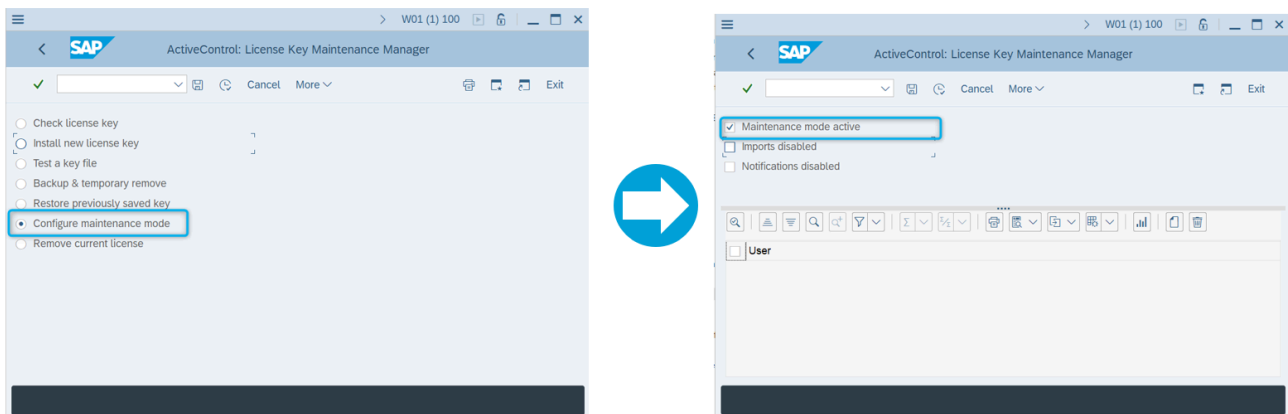 W01 (1) 100
SAP ActiveControl: License Key Maintenance Manager
Cancel More Exit
Check license key
Install new license key
Test a key file
Backup & temporary remove
Restore previously saved key
Configure maintenance mode
Remove current license
W01 (1) 100
SAP ActiveControl: License Key Maintenance Manager
Cancel More Exit
Maintenance mode active
Imports disabled
Notifications disabled
User